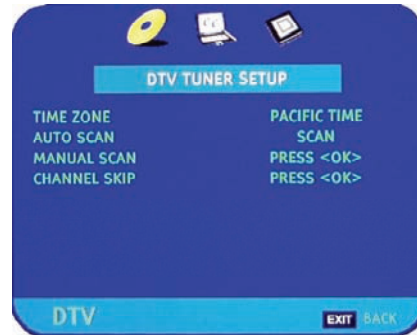 DTV TUNER SETUP
TIME ZONE PACIFIC TIME
AUTO SCAN SCAN
MANUAL SCAN PRESS <OK>
CHANNEL SKIP PRESS <OK>
DTV EXIT BACK